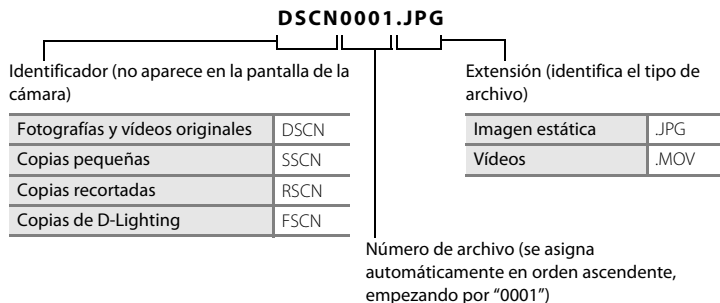 DSCN0001.JPG
Identificador (no aparece en la pantalla de la
cámara)
Fotografías y vídeos originales DSCN
Copias pequeñas SSCN
Copias recortadas RSCN
Copias de D-Lighting FSCN
Extensión (identifica el tipo de
archivo)
Imagen estática .JPG
Vídeos .MOV
Número de archivo (se asigna
automáticamente en orden ascendente,
empezando por “0001”)